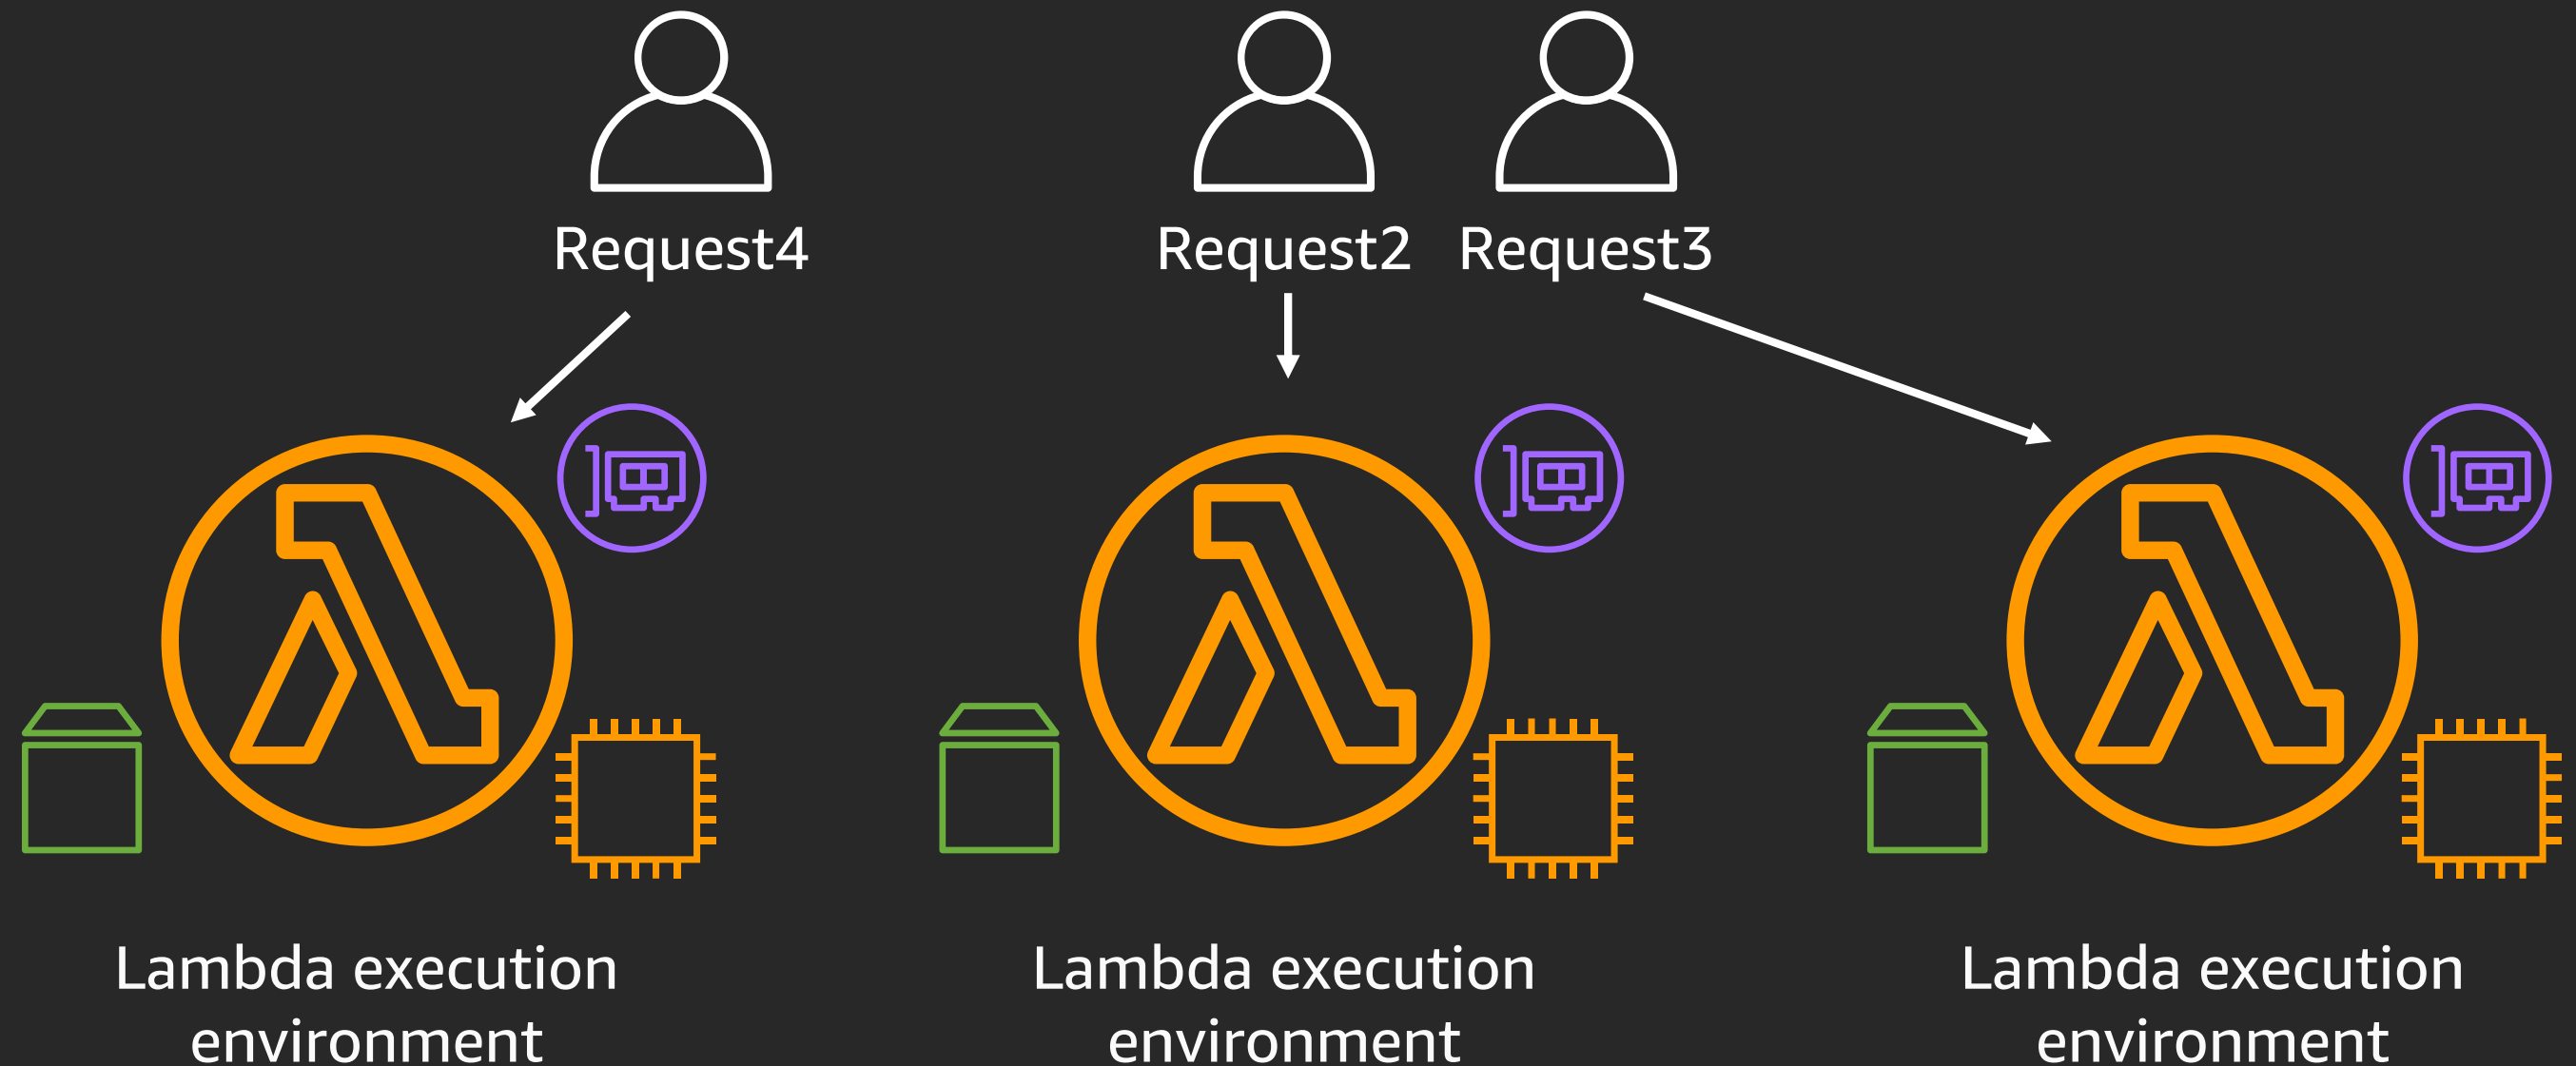 Request4
Request2
Request3
Lambda execution
environment
Lambda execution
environment
Lambda execution
environment